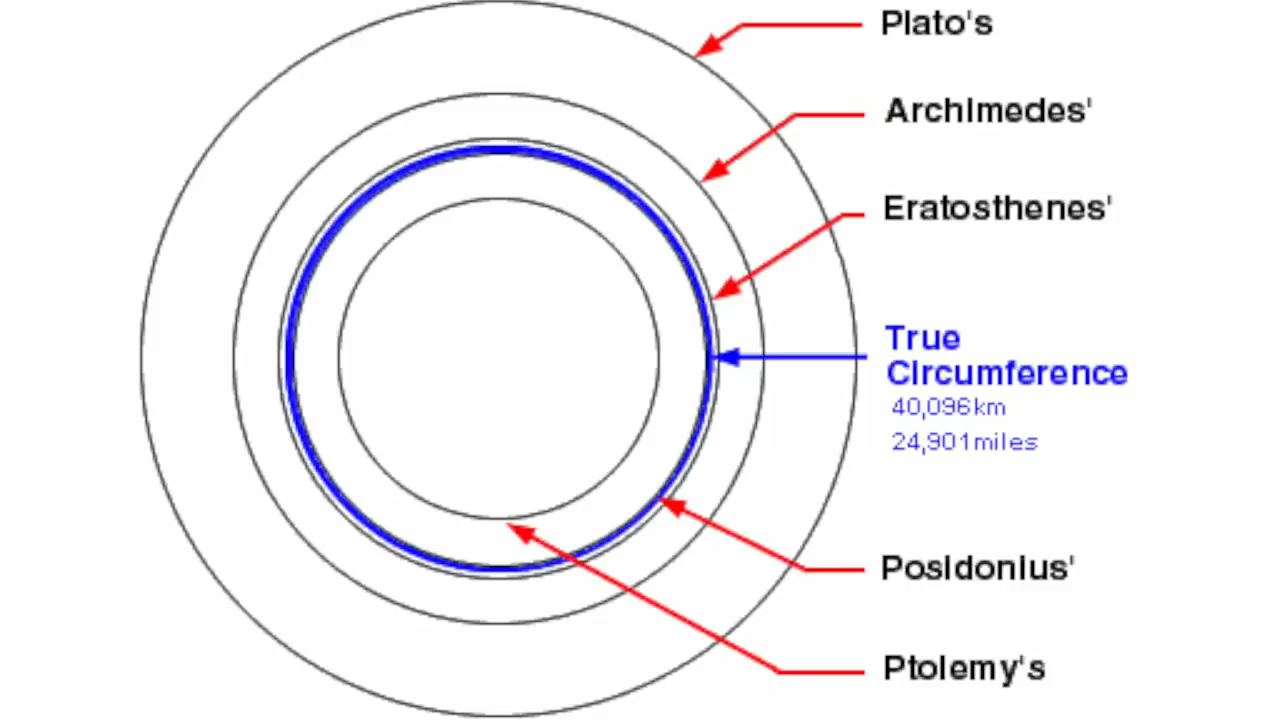 Plato's
Archimedes'
Eratosthenes'
True
Circumference
40,096km
24,901miles
Posidonius'
Ptolemy's